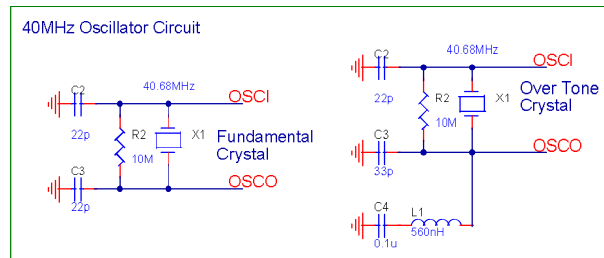 40MHz Oscillator Circuit
C2
40.68MHz
OSCI
22p
R2
X1
10M
Fundamental
Crystal
C3
OSCO
22p
C2
40.68MHz
OSCI
22p
R2
X1
Over Tone
Crystal
10M
C3
OSCO
33p
C4
L1
560nH
0.1u